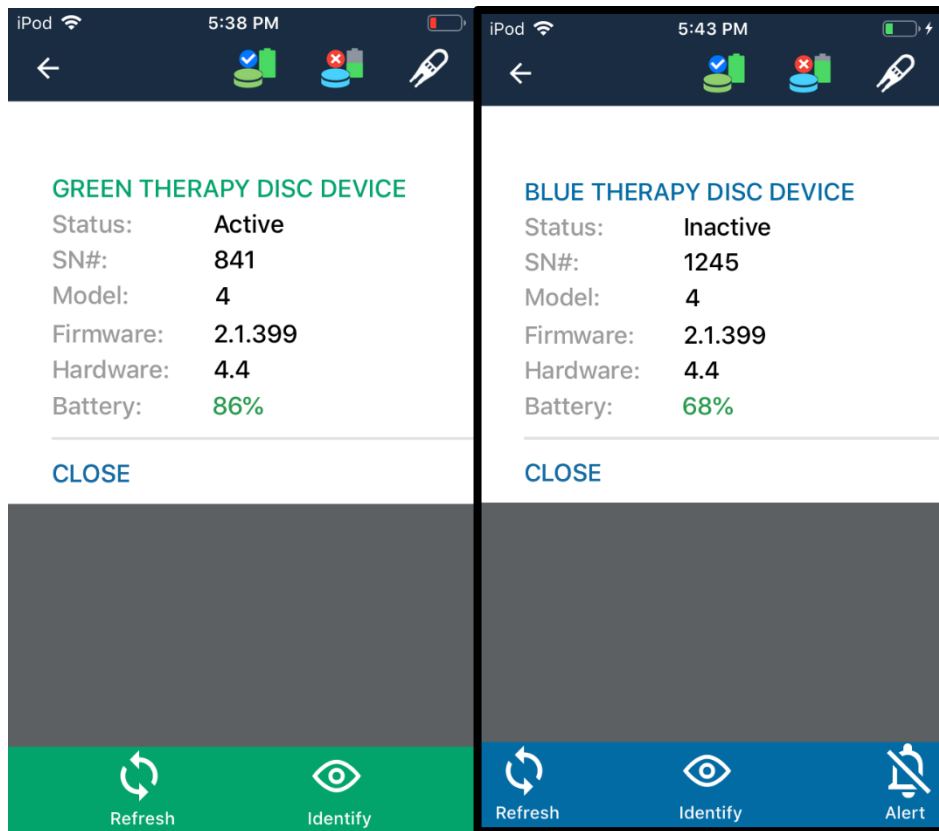 iPod 5:38 PM
GREEN THERAPY DISC DEVICE
Status: Active
SN#: 841
Model: 4
Firmware: 2.1.399
Hardware: 4.4
Battery: 86%
CLOSE
Refresh Identify
iPod 5:43 PM
BLUE THERAPY DISC DEVICE
Status: Inactive
SN#: 1245
Model: 4
Firmware: 2.1.399
Hardware: 4.4
Battery: 68%
CLOSE
Refresh Identify Alert